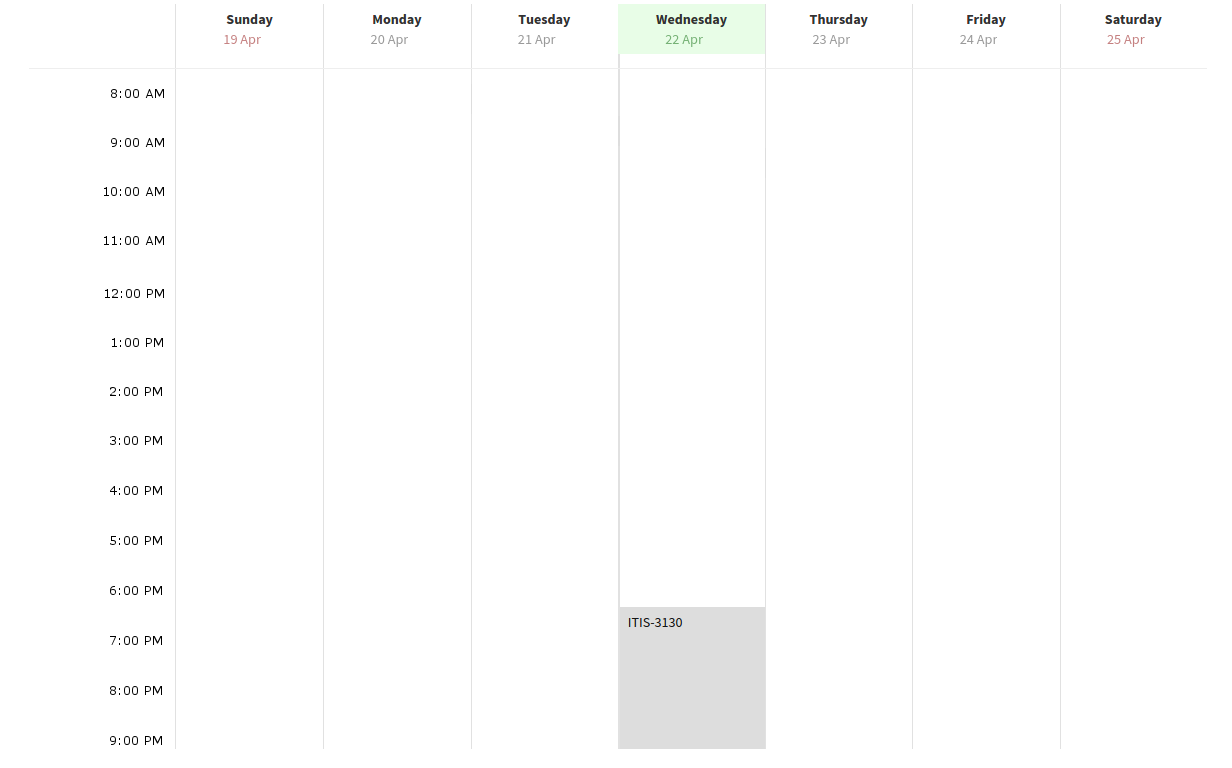 Sunday Monday Tuesday Wednesday Thursday Friday Saturday
19 Apr 20 Apr 21 Apr 22 Apr 23 Apr 24 Apr 25 Apr
8:00 AM
9:00 AM
10:00 AM
11:00 AM
12:00 PM
1:00 PM
2:00 PM
3:00 PM
4:00 PM
5:00 PM
6:00 PM
ITIS-3130
7:00 PM
8:00 PM
9:00 PM